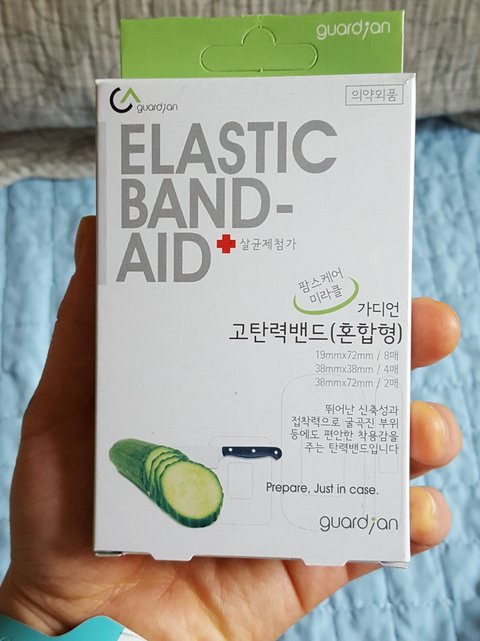 guardian
guardian
의약외품
ELASTIC
BAND-
AID
살균제첨가
팜스케어
미라클
가디언
고탄력밴드(혼합형)
19mmx72mm / 8매
38mmx38mm / 4매
38mmx72mm / 2매
뛰어난 신축성과
접착력으로 굴곡진 부위
등에도 편안한 착용감을
주는 탄력밴드입니다
Prepare, Just in case.
guardian